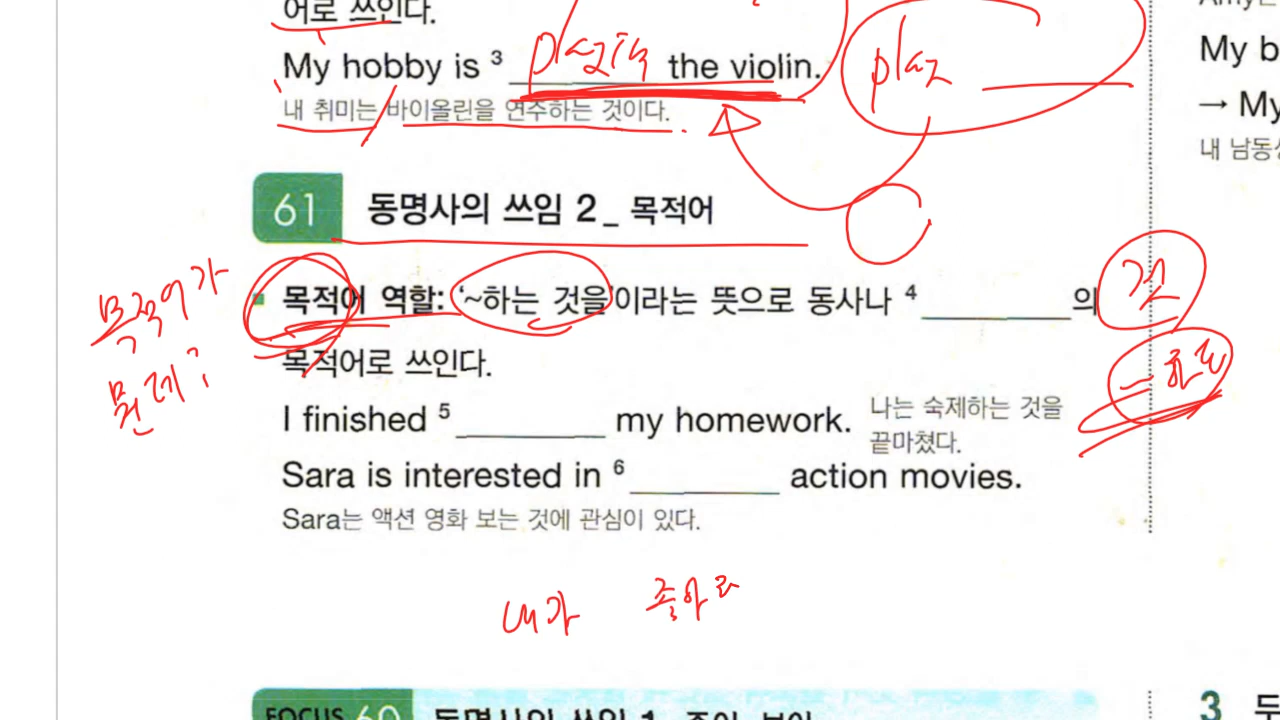 어로 쓰인다.
My hobby is ³ playing the violin.
play
내 취미는 바이올린을 연주하는 것이다.
61 동명사의 쓰임 2_ 목적어
목적어가
뭔데?
목적어 역할: ‘~하는 것을’이라는 뜻으로 동사나 ⁴ ________의
목적어로 쓰인다.
I finished ⁵ ________ my homework. 나는 숙제하는 것을
끝마쳤다.
Sara is interested in ⁶ ________ action movies.
Sara는 액션 영화 보는 것에 관심이 있다.
내가 좋아
FOCUS 60 동명사의 쓰임 1_ 주어, 보어
My b
→ My
내 남동생
3